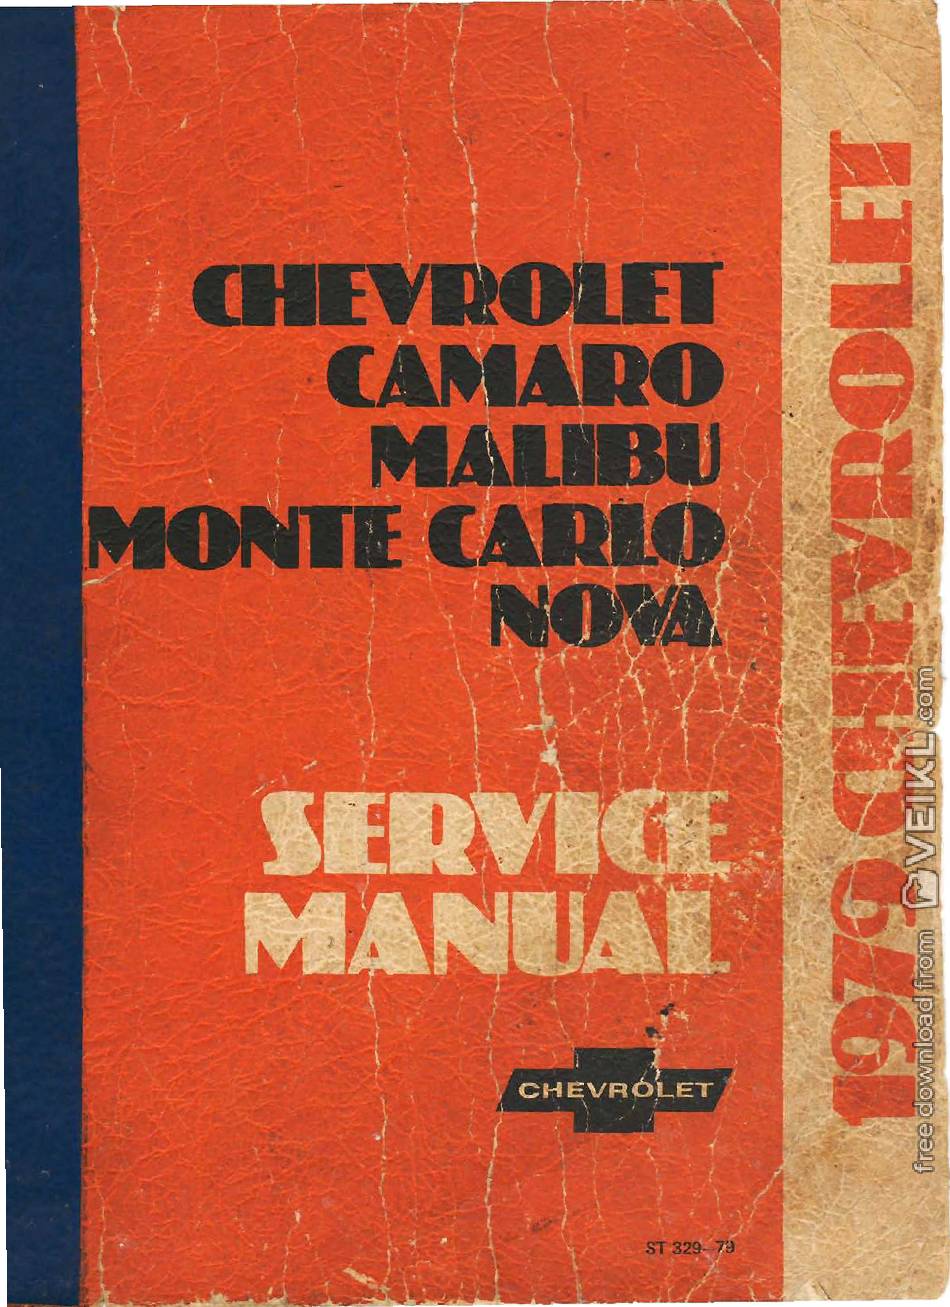 CHEVROLET
CAMARO
MALIBU
MONTE CARLO
NOVA
SERVICE
MANUAL
CHEVROLET
ST 329-79
1979 CHEVROLET
free download from VEIKL.com